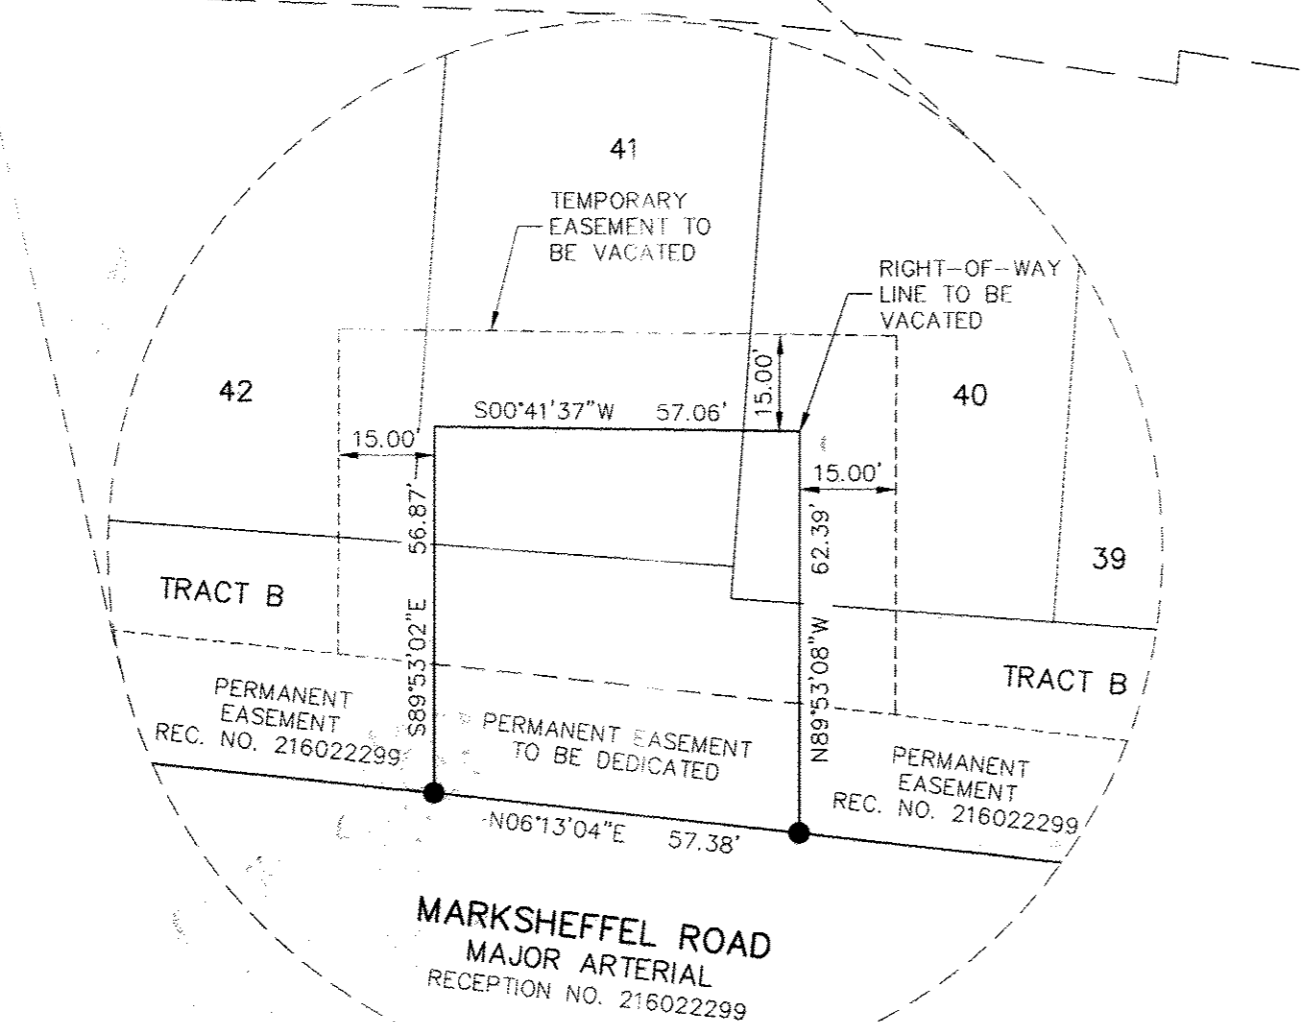 41
TEMPORARY
EASEMENT TO
BE VACATED
RIGHT-OF-WAY
LINE TO BE
VACATED
42
40
15.00'
S00°41'37"W 57.06'
15.00'
15.00'
S89°53'02"E 56.87'
N89°53'08"W 62.39'
39
TRACT B
TRACT B
PERMANENT
EASEMENT
REC. NO. 216022299
PERMANENT EASEMENT
TO BE DEDICATED
PERMANENT
EASEMENT
REC. NO. 216022299
N06°13'04"E 57.38'
MARKSHEFFEL ROAD
MAJOR ARTERIAL
RECEPTION NO. 216022299